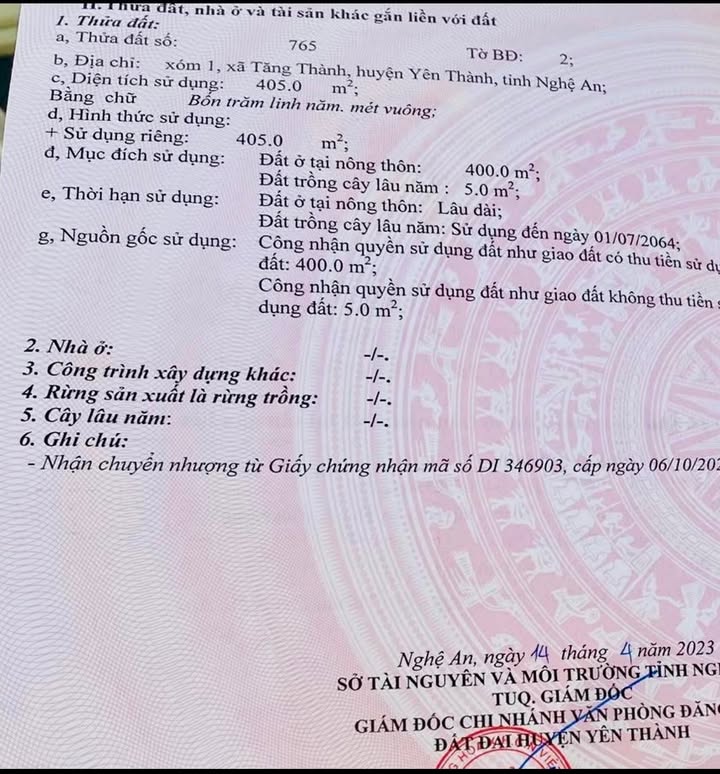 II. Thửa đất, nhà ở và tài sản khác gắn liền với đất
1. Thửa đất:
a, Thửa đất số: 765 Tờ BĐ: 2;
b, Địa chỉ: xóm 1, xã Tăng Thành, huyện Yên Thành, tỉnh Nghệ An;
c, Diện tích sử dụng: 405.0 m²;
Bằng chữ Bốn trăm linh năm. mét vuông;
d, Hình thức sử dụng:
+ Sử dụng riêng: 405.0 m²;
đ, Mục đích sử dụng: Đất ở tại nông thôn: 400.0 m²;
Đất trồng cây lâu năm : 5.0 m²;
e, Thời hạn sử dụng: Đất ở tại nông thôn: Lâu dài;
Đất trồng cây lâu năm: Sử dụng đến ngày 01/07/2064;
g, Nguồn gốc sử dụng: Công nhận quyền sử dụng đất như giao đất có thu tiền sử
đất: 400.0 m²;
Công nhận quyền sử dụng đất như giao đất không thu tiền
dụng đất: 5.0 m²;
2. Nhà ở: -/-.
3. Công trình xây dựng khác: -/-.
4. Rừng sản xuất là rừng trồng: -/-.
5. Cây lâu năm: -/-.
6. Ghi chú:
- Nhận chuyển nhượng từ Giấy chứng nhận mã số DI 346903, cấp ngày 06/10/202
Nghệ An, ngày 14 tháng 4 năm 2023
SỞ TÀI NGUYÊN VÀ MÔI TRƯỜNG TỈNH
TUQ. GIÁM ĐỐC
GIÁM ĐỐC CHI NHÁNH VĂN PHÒNG ĐĂNG
ĐẤT ĐAI HUYỆN YÊN THÀNH